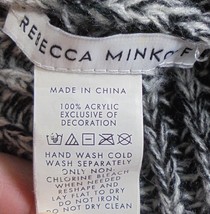 REBECCA MINKOF
MADE IN CHINA
100% ACRYLIC
EXCLUSIVE OF
DECORATION
HAND WASH COLD
WASH SEPARATELY
ONLY NON
CHLORINE BLEACH
WHEN NEEDED
RESHAPE AND
LAY FLAT TO DRY
DO NOT IRON
DO NOT DRY CLEAN